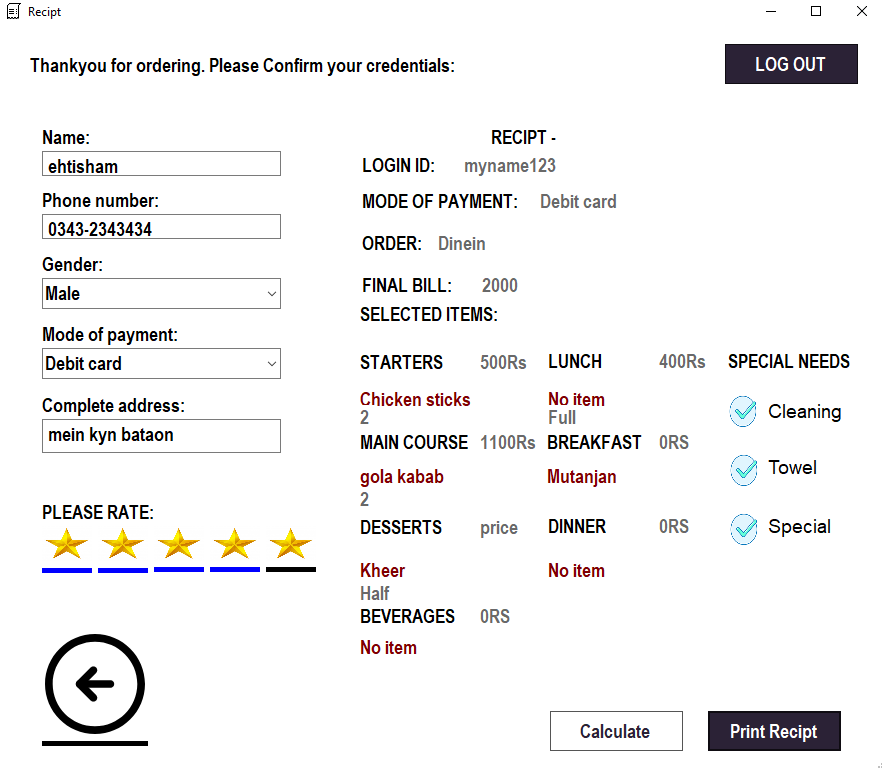 Recipt
Thankyou for ordering. Please Confirm your credentials:
LOG OUT
Name:
ehtisham
Phone number:
0343-2343434
Gender:
Male
Mode of payment:
Debit card
Complete address:
mein kyn bataon
PLEASE RATE:
RECIPT -
LOGIN ID: myname123
MODE OF PAYMENT: Debit card
ORDER: Dinein
FINAL BILL: 2000
SELECTED ITEMS:
STARTERS 500Rs LUNCH 400Rs SPECIAL NEEDS
Chicken sticks No item Cleaning
2 Full
MAIN COURSE 1100Rs BREAKFAST 0RS
gola kabab Mutanjan Towel
2
DESSERTS price DINNER 0RS Special
Kheer No item
Half
BEVERAGES 0RS
No item
Calculate Print Recipt